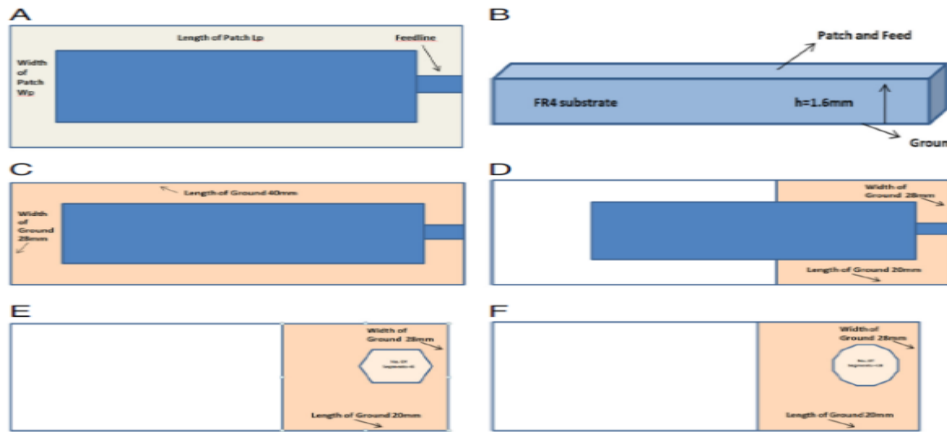 A
Length of Patch Lp
Feedline
Width
of
Patch
Wp
B
Patch and Feed
FR4 substrate
h=1.6mm
Ground
C
Length of Ground 40mm
Width
of
Ground
28mm
D
Width of
Ground 28mm
Length of Ground 20mm
E
Width of
Ground 28mm
Length of Ground 20mm
F
Width of
Ground 28mm
Length of Ground 20mm